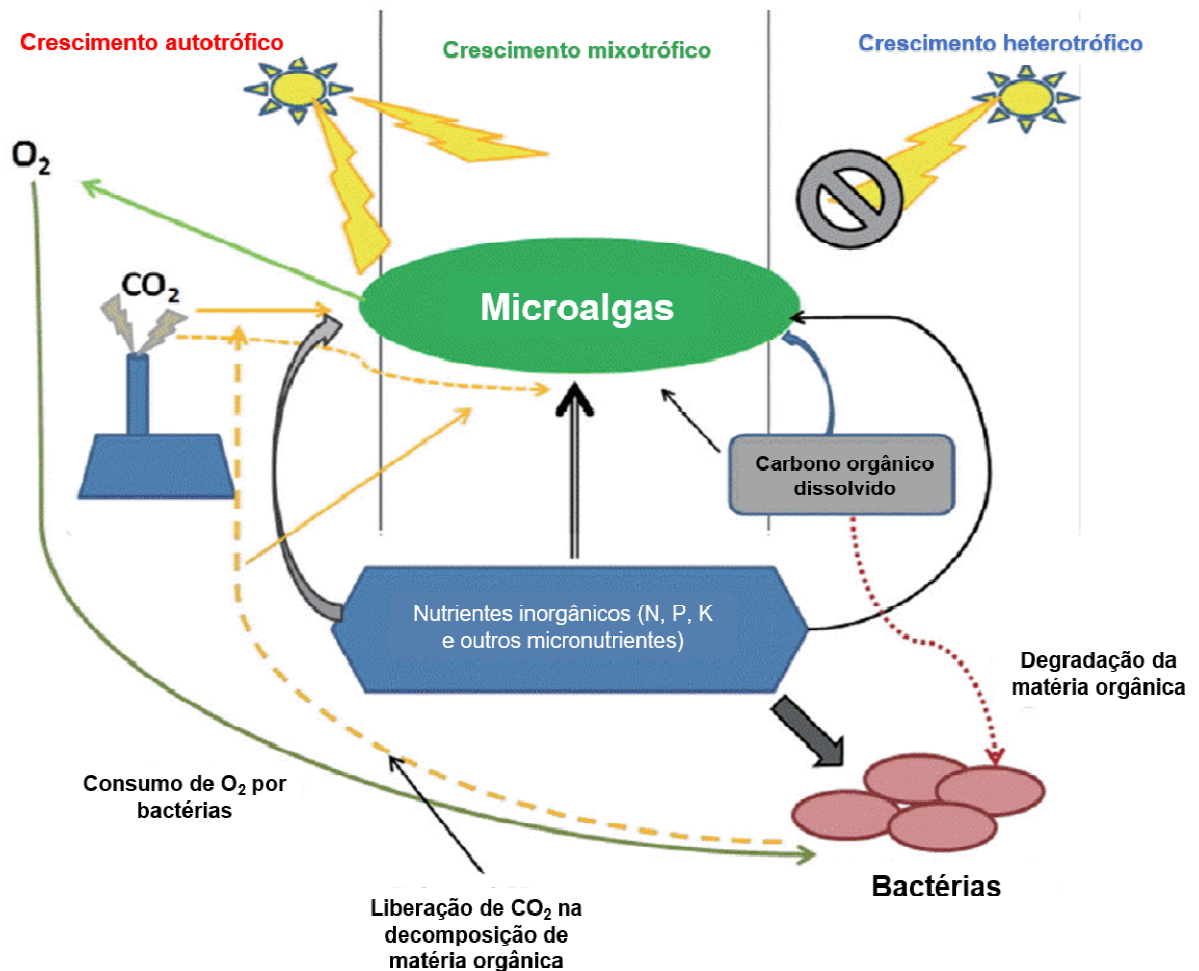 Crescimento autotrófico
Crescimento mixotrófico
Crescimento heterotrófico
O₂
CO₂
Microalgas
Carbono orgânico
dissolvido
Nutrientes inorgânicos (N, P, K
e outros micronutrientes)
Degradação da
matéria orgânica
Consumo de O₂ por
bactérias
Bactérias
Liberação de CO₂ na
decomposição de
matéria orgânica